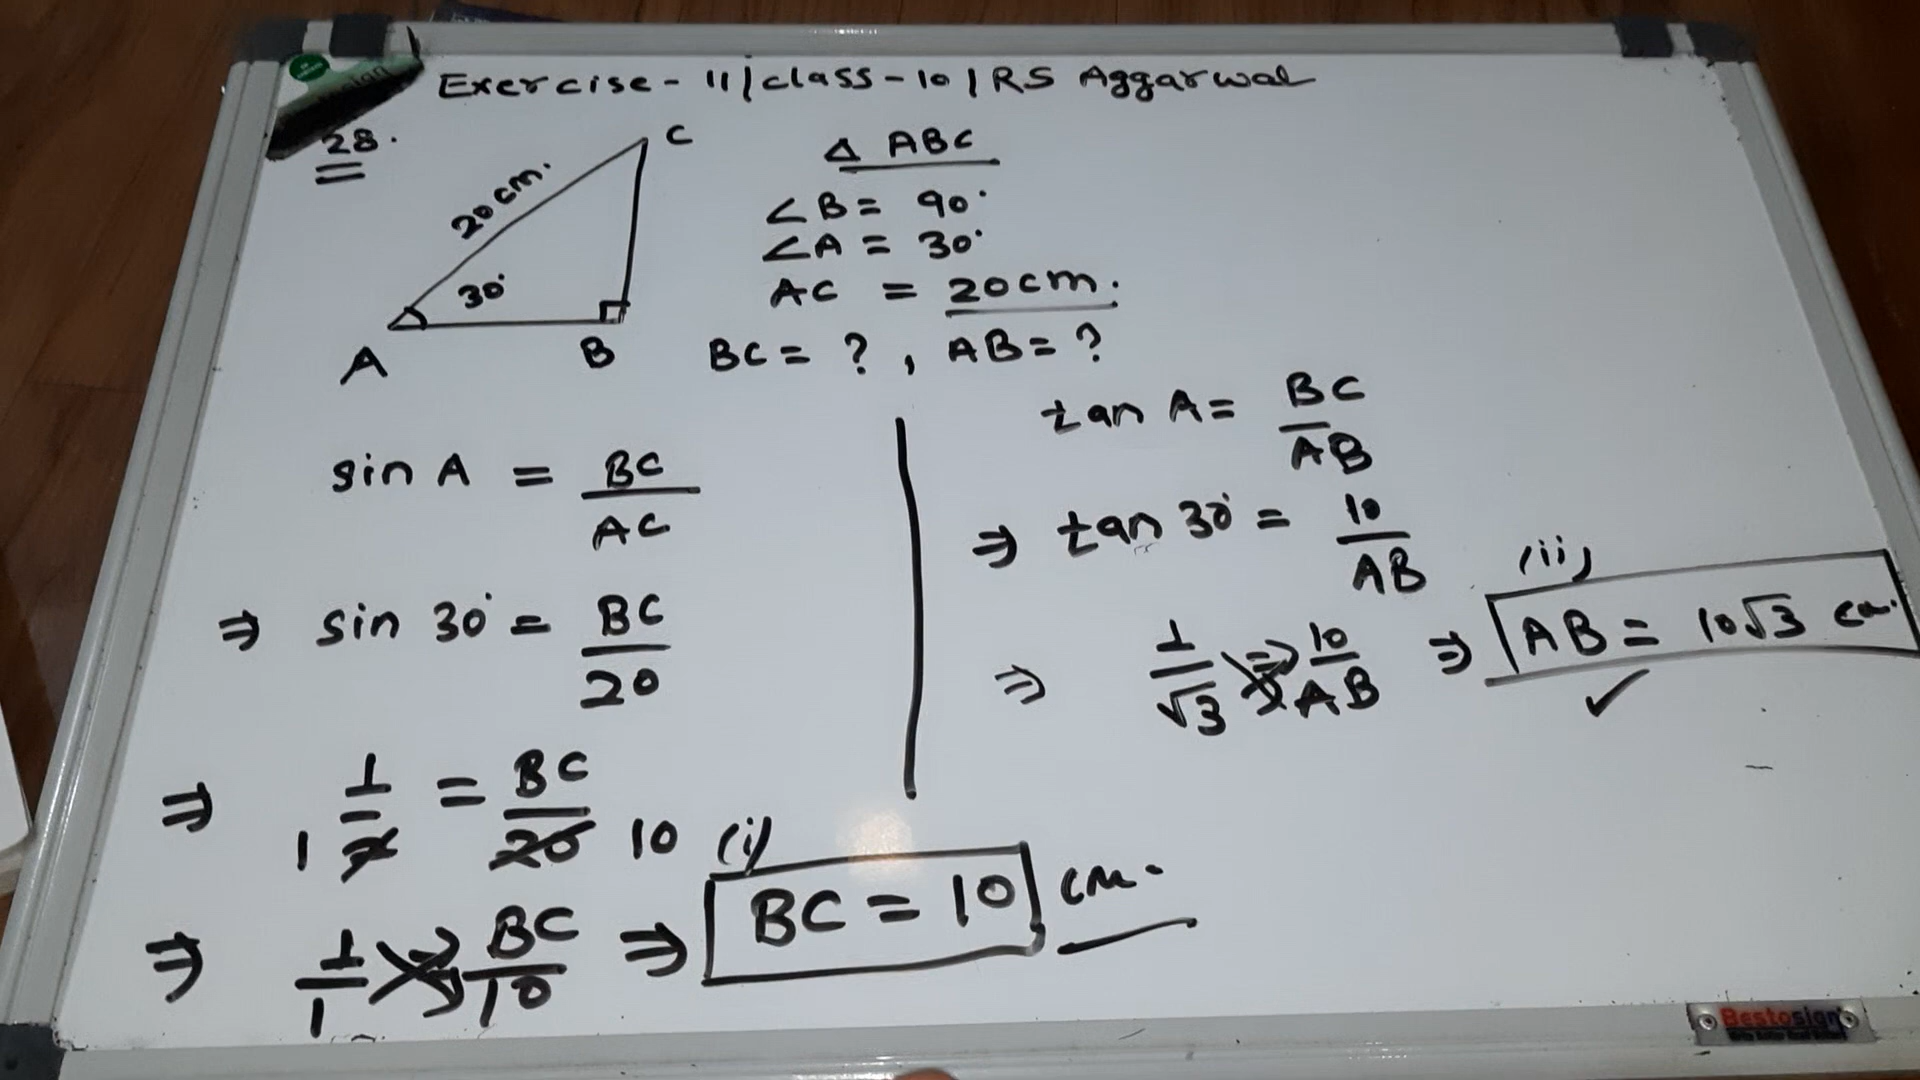 Exercise - 11 | class - 10 | RS Aggarwal
28.
C
20 cm.
30°
A
B
Δ ABC
∠B = 90°
∠A = 30°
AC = 20 cm.
BC = ? , AB = ?
sin A = BC/AC
⇒ sin 30° = BC/20
⇒ 1 1/2 = BC/20 10
⇒ 1/1 = BC/10 ⇒ (i) BC = 10 cm.
tan A = BC/AB
⇒ tan 30° = 10/AB
⇒ 1/√3 = 10/AB ⇒ (ii) AB = 10√3 cm. ✓
Bestosign